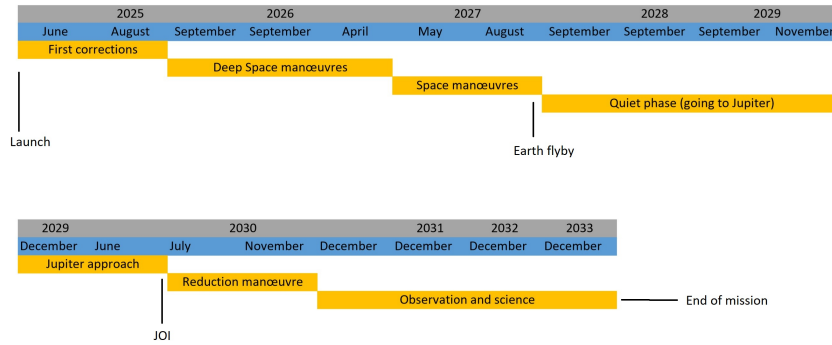 2025 2026 2027 2028 2029
June August September September April May August September September September November
First corrections
Deep Space manœuvres
Space manœuvres
Quiet phase (going to Jupiter)
Launch
Earth flyby
2029 2030 2031 2032 2033
December June July November December December December December
Jupiter approach
Reduction manœuvre
Observation and science
End of mission
JOI